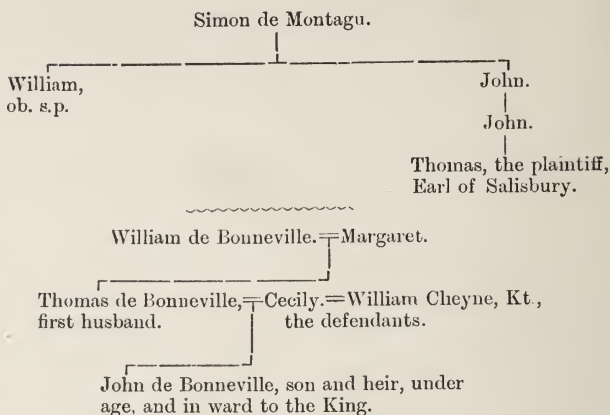 Simon de Montagu.
William,
ob. s.p.
John.
John.
Thomas, the plaintiff,
Earl of Salisbury.
William de Bonneville.=Margaret.
Thomas de Bonneville,=Cecily.=William Cheyne, Kt.,
first husband. the defendants.
John de Bonneville, son and heir, under
age, and in ward to the King.